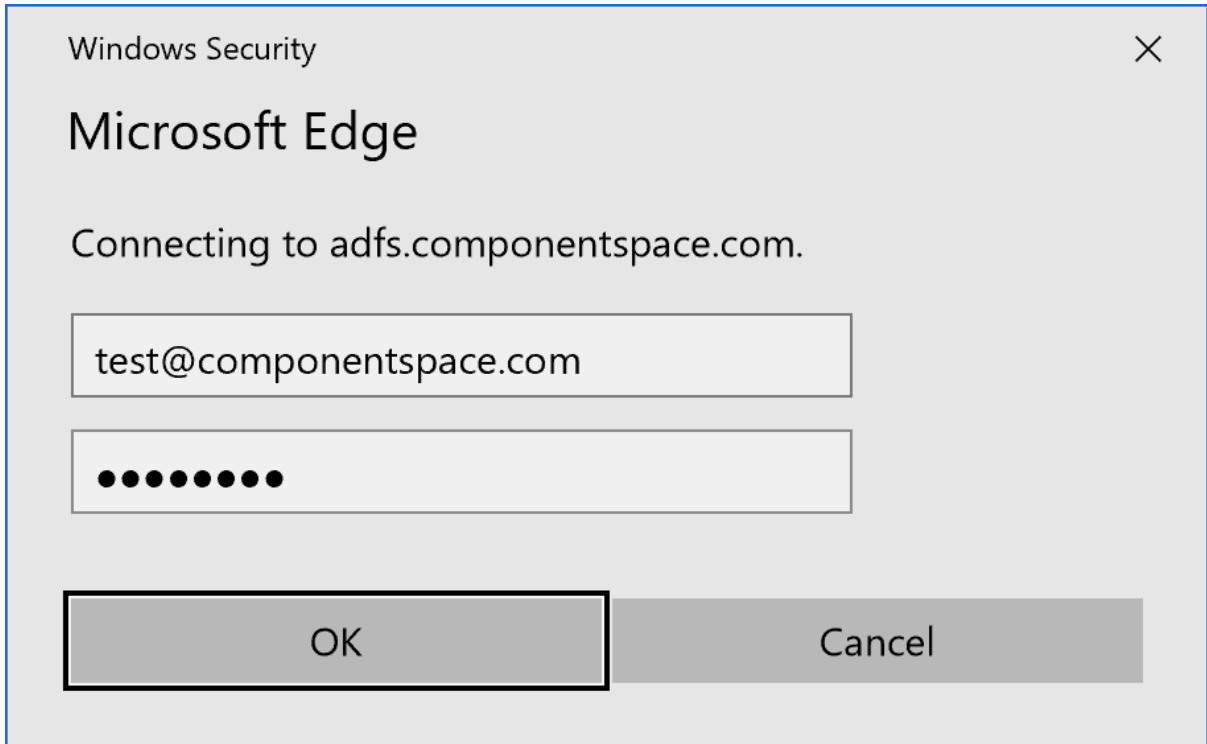 Windows Security
Microsoft Edge
Connecting to adfs.componentspace.com.
test@componentspace.com
●●●●●●●●
OK
Cancel